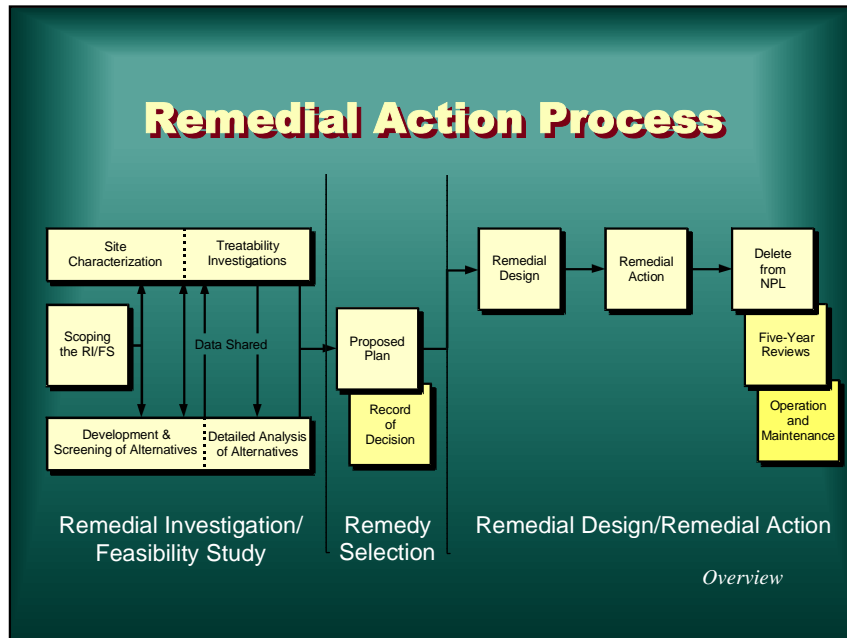 Remedial Action Process
Site
Characterization
Treatability
Investigations
Scoping
the RI/FS
Data Shared
Development &
Screening of Alternatives
Detailed Analysis
of Alternatives
Proposed
Plan
Record
of
Decision
Remedial
Design
Remedial
Action
Delete
from
NPL
Five-Year
Reviews
Operation
and
Maintenance
Remedial Investigation/
Feasibility Study
Remedy
Selection
Remedial Design/Remedial Action
Overview